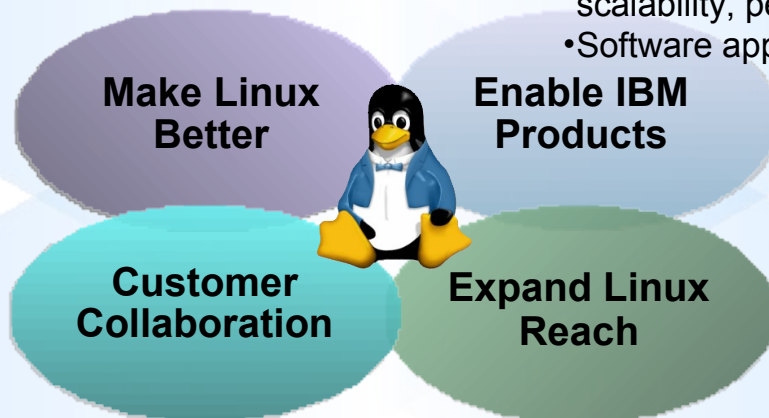 scalability, pe
•Software app
Make Linux
Better
Enable IBM
Products
Customer
Collaboration
Expand Linux
Reach